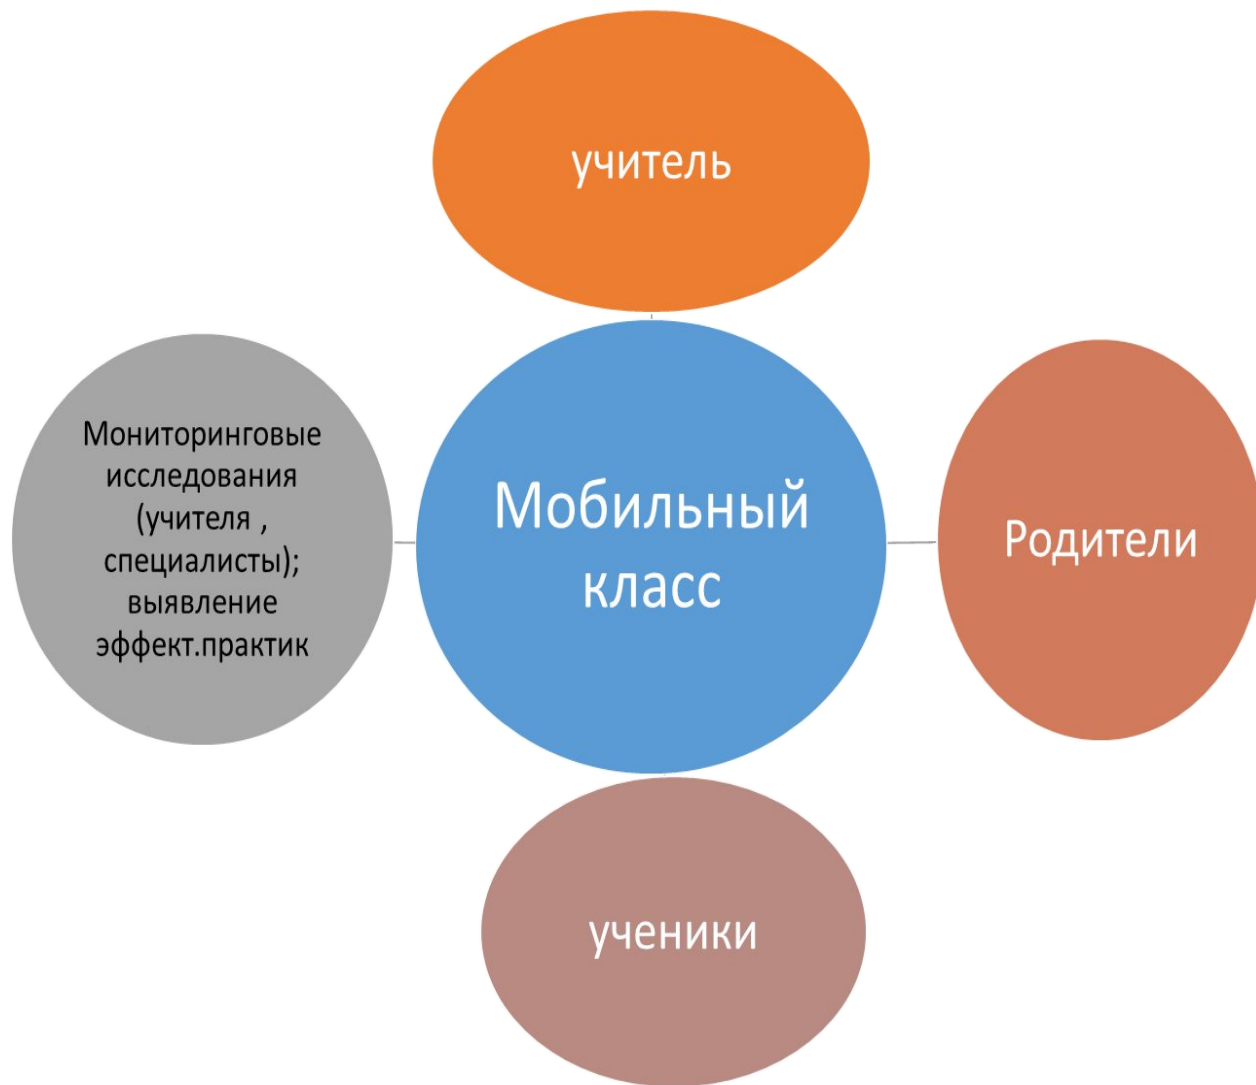 учитель
Мониторинговые
исследования
(учителя ,
специалисты);
выявление
эффект.практик
Мобильный
класс
Родители
ученики